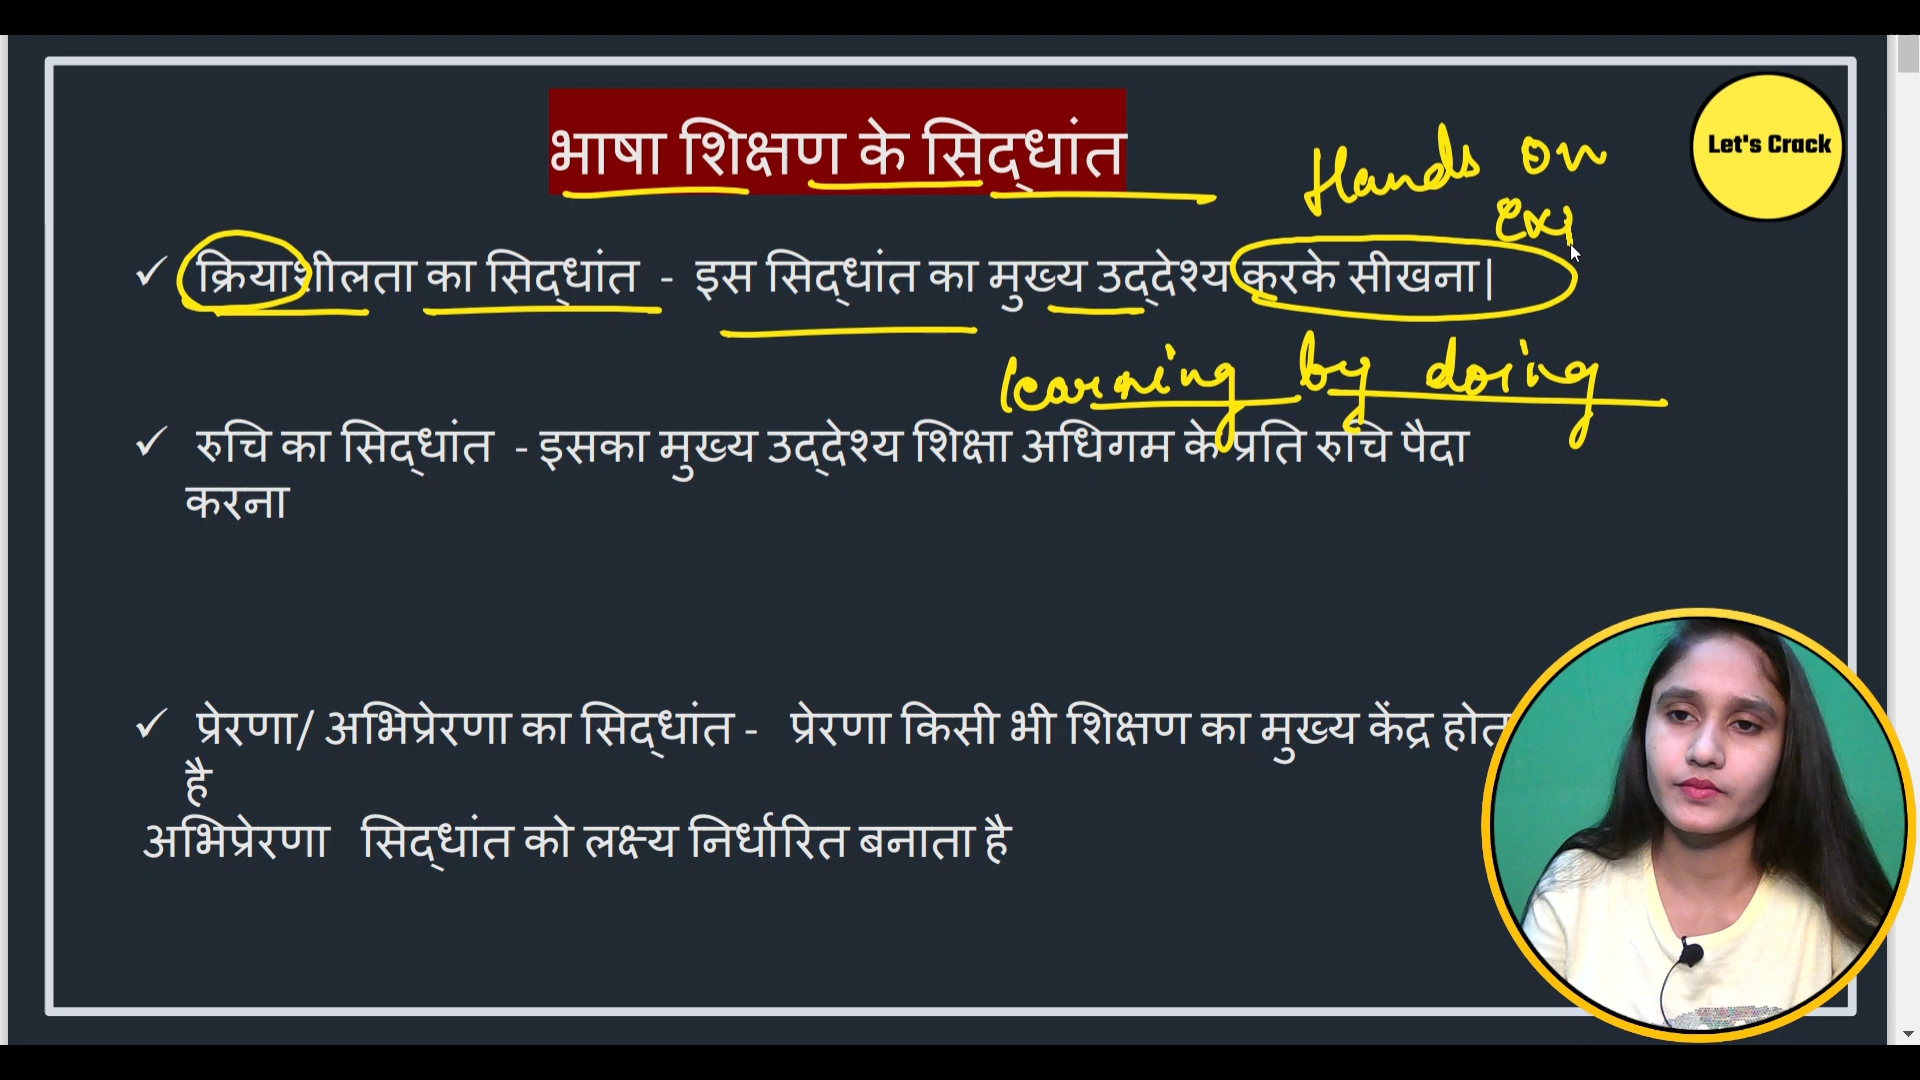 भाषा शिक्षण के सिद्धांत
Let's Crack
Hands on
✓ क्रियाशीलता का सिद्धांत - इस सिद्धांत का मुख्य उद्देश्य करके सीखना|
learning by doing
✓ रुचि का सिद्धांत - इसका मुख्य उद्देश्य शिक्षा अधिगम के प्रति रुचि पैदा
करना
✓ प्रेरणा/ अभिप्रेरणा का सिद्धांत - प्रेरणा किसी भी शिक्षण का मुख्य केंद्र
है
अभिप्रेरणा सिद्धांत को लक्ष्य निर्धारित बनाता है